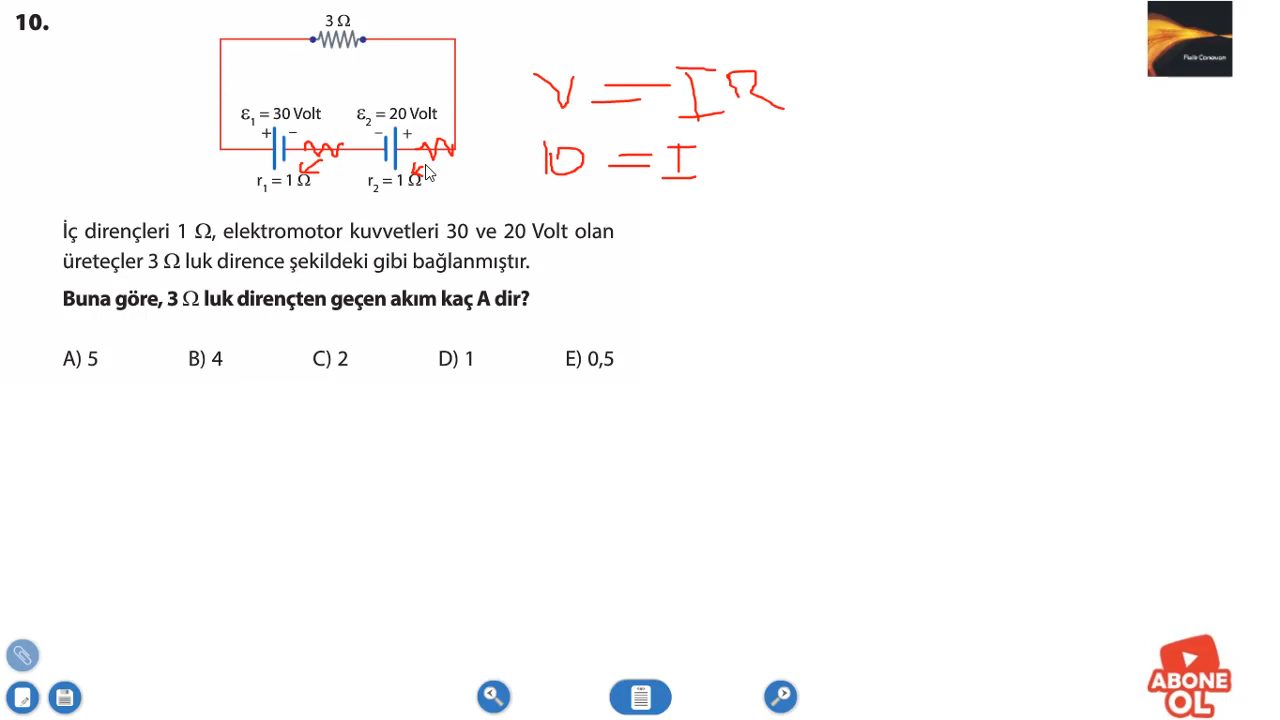 10.
3 Ω
ε1 = 30 Volt
ε2 = 20 Volt
+ −
− +
r1 = 1 Ω
r2 = 1 Ω
V = I R
10 = I
İç dirençleri 1 Ω, elektromotor kuvvetleri 30 ve 20 Volt olan
üreteçler 3 Ω luk dirence şekildeki gibi bağlanmıştır.
Buna göre, 3 Ω luk dirençten geçen akım kaç A dir?
A) 5 B) 4 C) 2 D) 1 E) 0,5
ABONE
OL